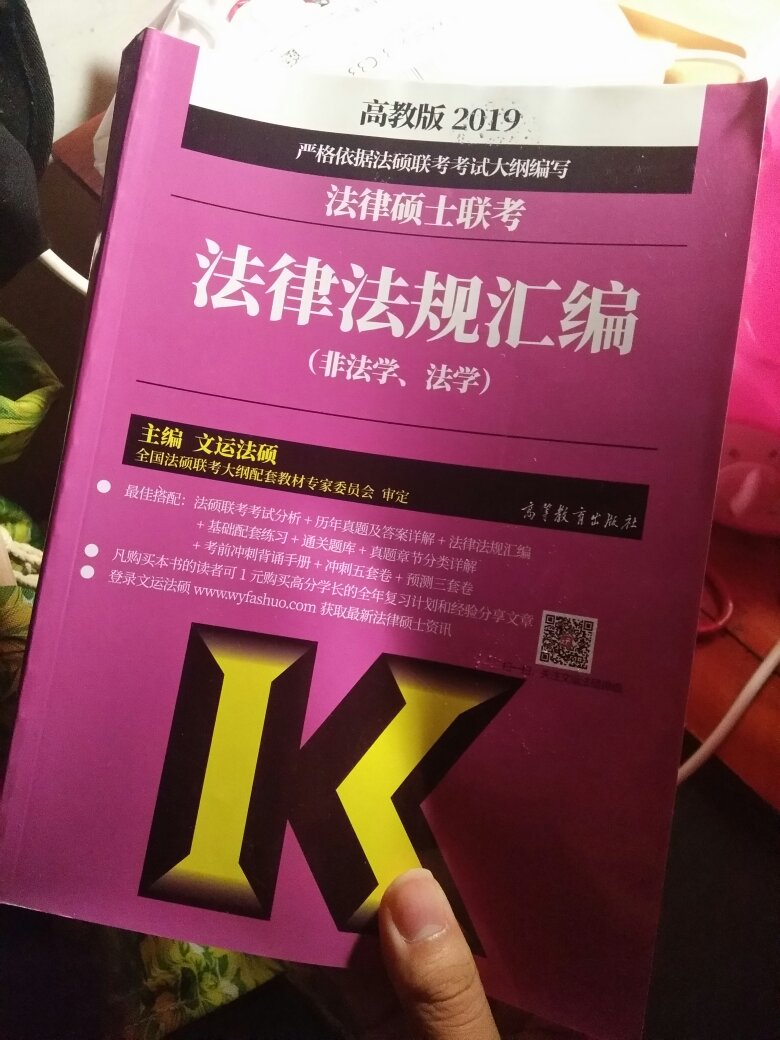 高教版 2019
严格依据法硕联考考试大纲编写
法律硕士联考
法律法规汇编
(非法学、法学)
主编 文运法硕
全国法硕联考大纲配套教材专家委员会 审定
高等教育出版社
最佳搭配：法硕联考考试分析+历年真题及答案详解+法律法规汇编
+基础配套练习+通关题库+真题章节分类详解
+考前冲刺背诵手册+冲刺五套卷+预测三套卷
凡购买本书的读者可1元购买高分学长的全年复习计划和经验分享文章
登录文运法硕 www.wyfashuo.com 获取最新法律硕士资讯
K